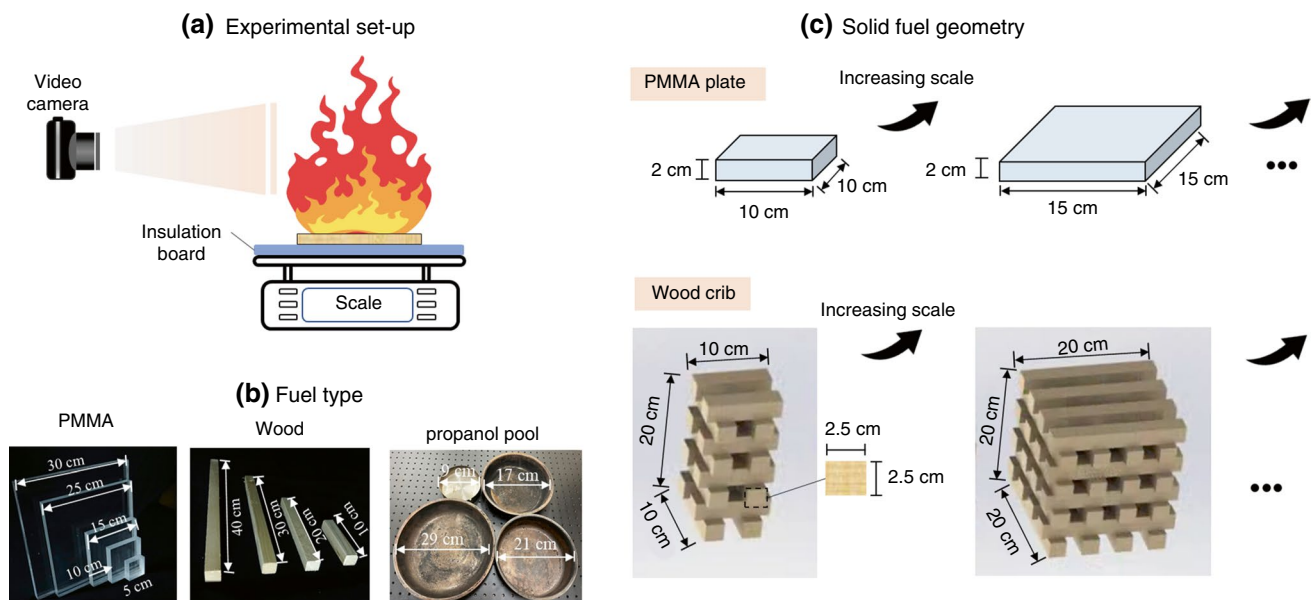 (a) Experimental set-up
Video
camera
Insulation
board
Scale
(b) Fuel type
PMMA
30 cm
25 cm
15 cm
10 cm
5 cm
Wood
40 cm
30 cm
20 cm
10 cm
propanol pool
9 cm
17 cm
29 cm
21 cm
(c) Solid fuel geometry
PMMA plate
Increasing scale
2 cm
10 cm
10 cm
2 cm
15 cm
15 cm
•••
Wood crib
Increasing scale
10 cm
20 cm
10 cm
2.5 cm
2.5 cm
20 cm
20 cm
20 cm
•••